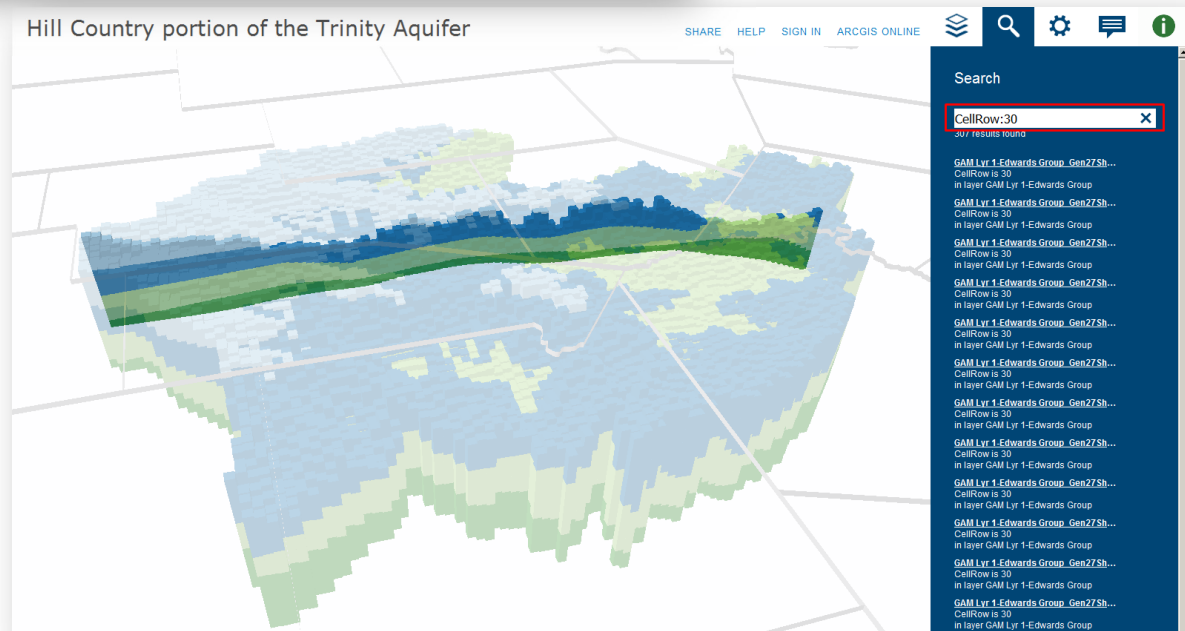 Hill Country portion of the Trinity Aquifer
SHARE HELP SIGN IN ARCGIS ONLINE
Search
CellRow:30
307 results found
GAM Lyr 1-Edwards Group_Gen27Sh...
CellRow is 30
in layer GAM Lyr 1-Edwards Group
GAM Lyr 1-Edwards Group_Gen27Sh...
CellRow is 30
in layer GAM Lyr 1-Edwards Group
GAM Lyr 1-Edwards Group_Gen27Sh...
CellRow is 30
in layer GAM Lyr 1-Edwards Group
GAM Lyr 1-Edwards Group_Gen27Sh...
CellRow is 30
in layer GAM Lyr 1-Edwards Group
GAM Lyr 1-Edwards Group_Gen27Sh...
CellRow is 30
in layer GAM Lyr 1-Edwards Group
GAM Lyr 1-Edwards Group_Gen27Sh...
CellRow is 30
in layer GAM Lyr 1-Edwards Group
GAM Lyr 1-Edwards Group_Gen27Sh...
CellRow is 30
in layer GAM Lyr 1-Edwards Group
GAM Lyr 1-Edwards Group_Gen27Sh...
CellRow is 30
in layer GAM Lyr 1-Edwards Group
GAM Lyr 1-Edwards Group_Gen27Sh...
CellRow is 30
in layer GAM Lyr 1-Edwards Group
GAM Lyr 1-Edwards Group_Gen27Sh...
CellRow is 30
in layer GAM Lyr 1-Edwards Group
GAM Lyr 1-Edwards Group_Gen27Sh...
CellRow is 30
in layer GAM Lyr 1-Edwards Group
GAM Lyr 1-Edwards Group_Gen27Sh...
CellRow is 30
in layer GAM Lyr 1-Edwards Group